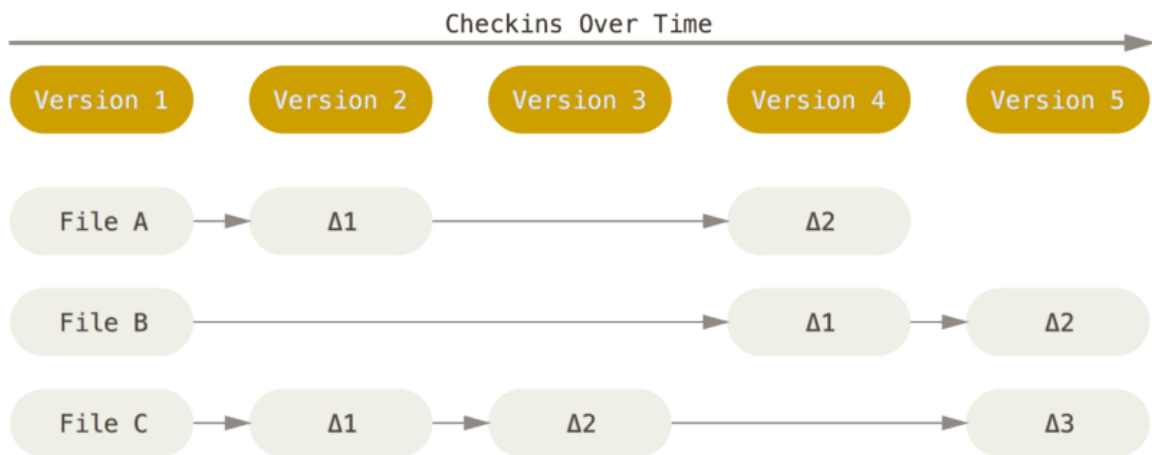 Checkins Over Time
Version 1 Version 2 Version 3 Version 4 Version 5
File A Δ1 Δ2
File B Δ1 Δ2
File C Δ1 Δ2 Δ3